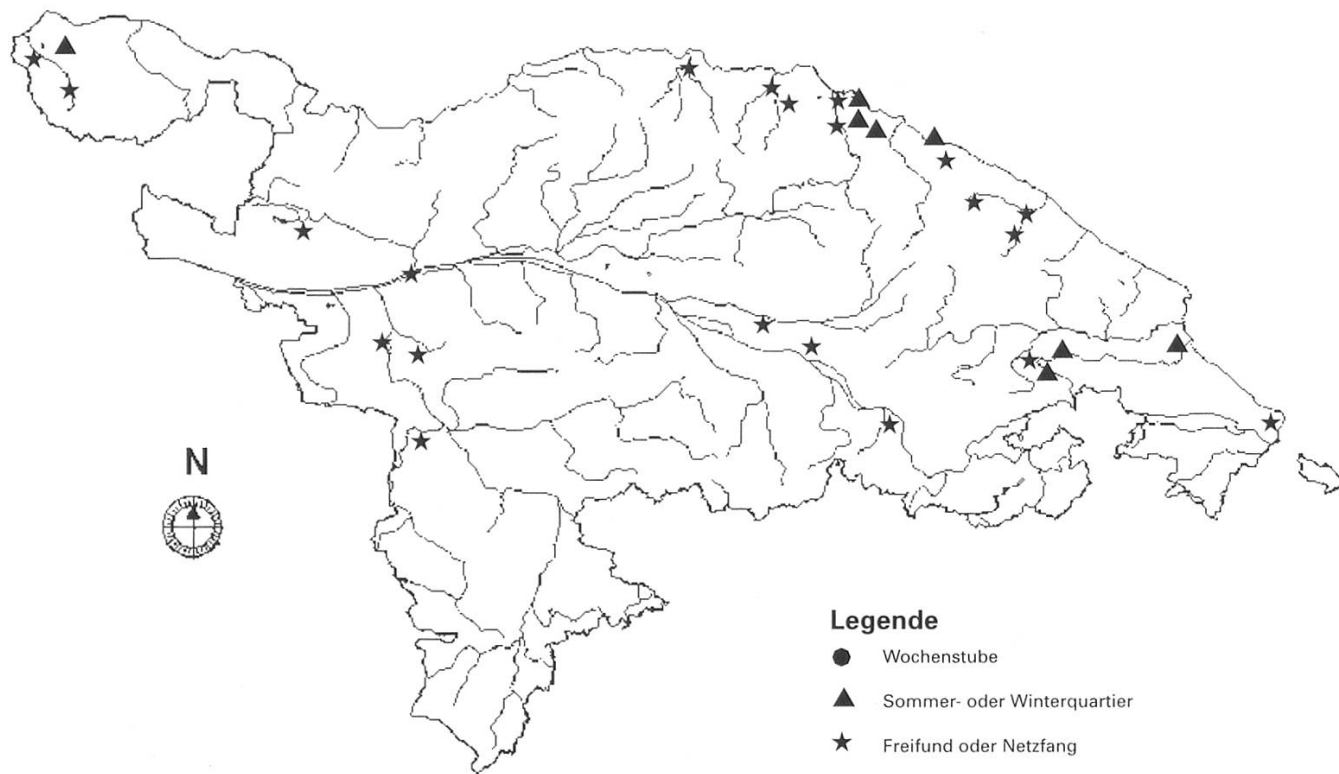 N
Legende
Wochenstube
Sommer- oder Winterquartier
Freifund oder Netzfang